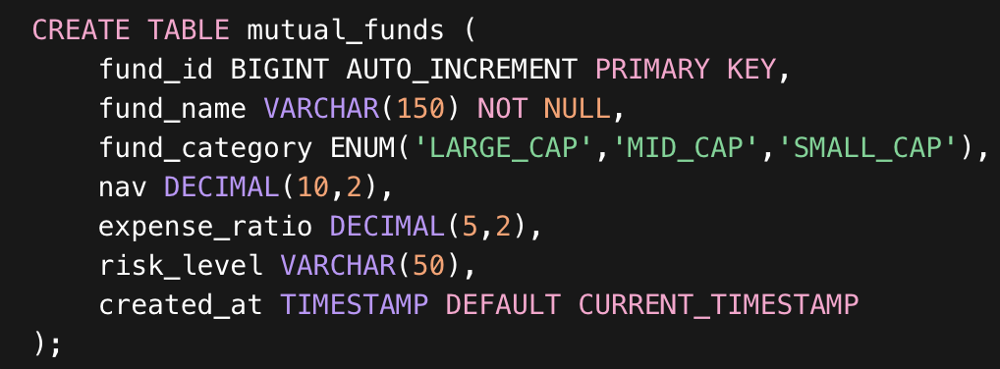 CREATE TABLE mutual_funds (
    fund_id BIGINT AUTO_INCREMENT PRIMARY KEY,
    fund_name VARCHAR(150) NOT NULL,
    fund_category ENUM('LARGE_CAP','MID_CAP','SMALL_CAP'),
    nav DECIMAL(10,2),
    expense_ratio DECIMAL(5,2),
    risk_level VARCHAR(50),
    created_at TIMESTAMP DEFAULT CURRENT_TIMESTAMP
);